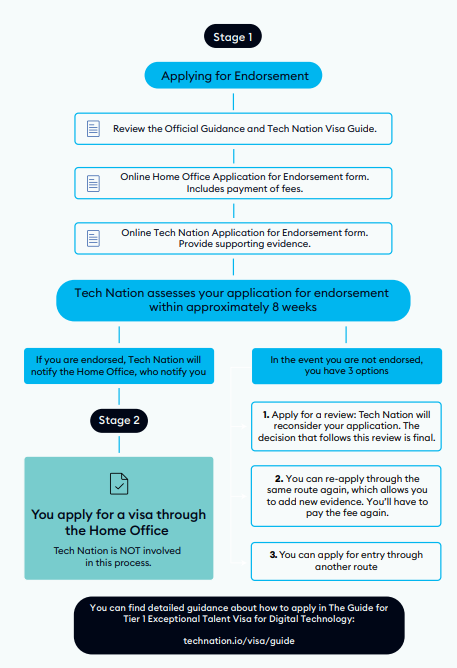 Stage 1
Applying for Endorsement
Review the Official Guidance and Tech Nation Visa Guide.
Online Home Office Application for Endorsement form.
Includes payment of fees.
Online Tech Nation Application for Endorsement form.
Provide supporting evidence.
Tech Nation assesses your application for endorsement
within approximately 8 weeks
If you are endorsed, Tech Nation will
notify the Home Office, who notify you
Stage 2
You apply for a visa through
the Home Office
Tech Nation is NOT involved
in this process.
In the event you are not endorsed,
you have 3 options
1. Apply for a review: Tech Nation will
reconsider your application. The
decision that follows this review is final.
2. You can re-apply through the
same route again, which allows you
to add new evidence. You'll have to
pay the fee again.
3. You can apply for entry through
another route
You can find detailed guidance about how to apply in The Guide for
Tier 1 Exceptional Talent Visa for Digital Technology:
technation.io/visa/guide